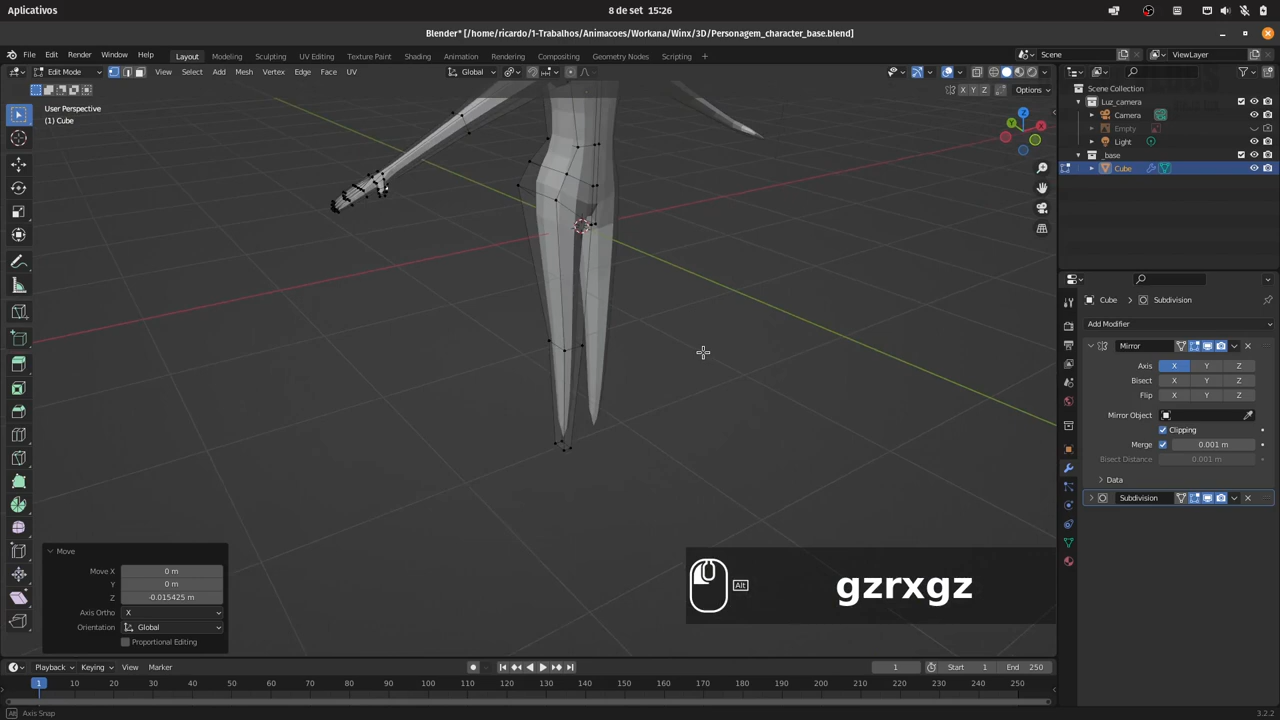 Aplicativos
8 de set  15:26
Blender* [/home/ricardo/1-Trabalhos/Animacoes/Workana/Winx/3D/Personagem_character_base.blend]
File Edit Render Window Help
Layout Modeling Sculpting UV Editing Texture Paint Shading Animation Rendering Compositing Geometry Nodes Scripting +
Scene
ViewLayer
Edit Mode View Select Add Mesh Vertex Edge Face UV
Global
X Y Z
Options
User Perspective
(1) Cube
Z
Y
X
Scene Collection
Luz_camera
Camera
Empty
Light
_base
Cube
Cube
Subdivision
Add Modifier
Mirror
Axis X Y Z
Bisect X Y Z
Flip X Y Z
Mirror Object
Clipping
Merge 0.001 m
Bisect Distance 0.001 m
Data
Subdivision
Move
Move X 0 m
Y 0 m
Z -0.015425 m
Axis Ortho X
Orientation Global
Proportional Editing
Alt
gzrxgz
Playback Keying View Marker
1
Start 1
End 250
1 10 20 30 40 50 60 70 80 90 100 110 120 130 140 150 160 170 180 190 200 210 220 230 240 250
Alt Axis Snap
3.2.2